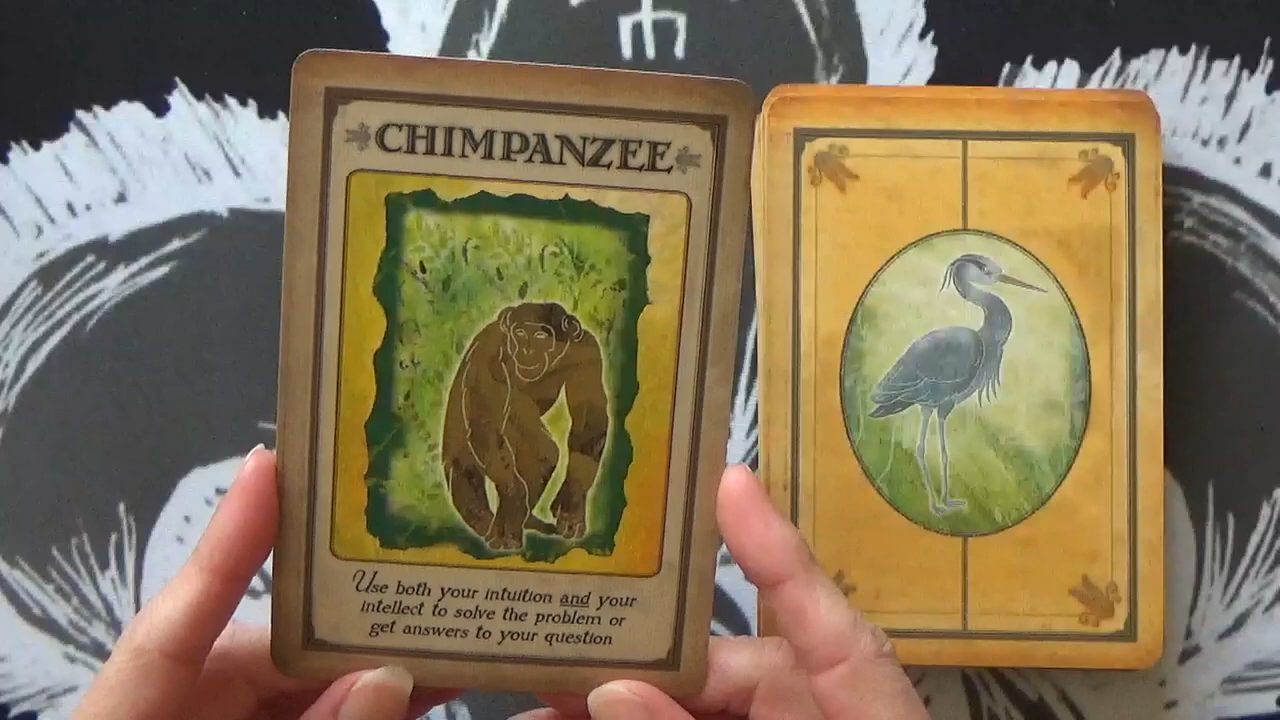 CHIMPANZEE
Use both your intuition and your
intellect to solve the problem or
get answers to your question